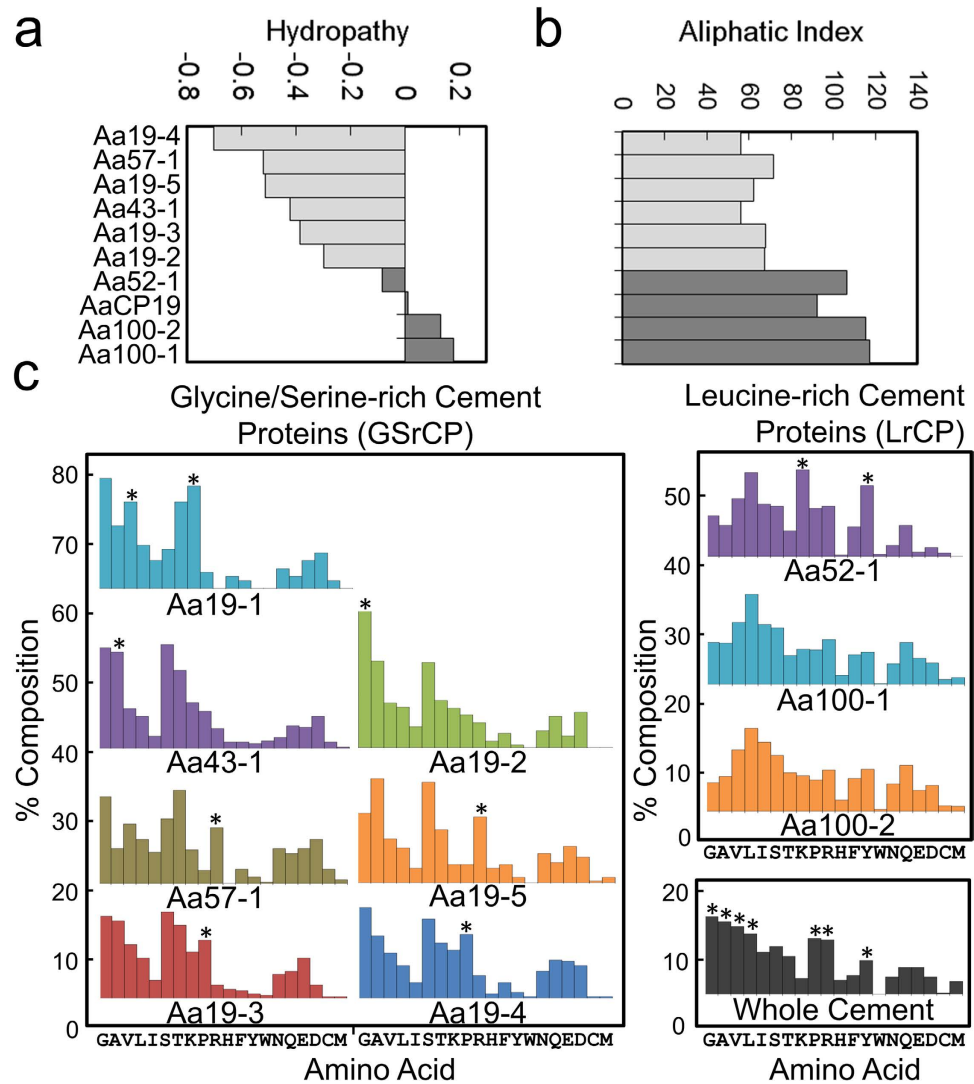 a
Hydropathy
-0.8 -0.6 -0.4 -0.2 0 0.2
Aa19-4
Aa57-1
Aa19-5
Aa43-1
Aa19-3
Aa19-2
Aa52-1
AaCP19
Aa100-2
Aa100-1
b
Aliphatic Index
0 20 40 60 80 100 120 140
c
Glycine/Serine-rich Cement
Proteins (GSrCP)
% Composition
80
70
60
50
40
30
20
10
0
* *
Aa19-1
*
Aa43-1
*
Aa19-2
*
Aa57-1
*
Aa19-5
*
Aa19-3
*
Aa19-4
GAVLISTKPRHFYWNQEDCM GAVLISTKPRHFYWNQEDCM
Amino Acid
Leucine-rich Cement
Proteins (LrCP)
% Composition
50
40
30
20
10
0
* *
Aa52-1
Aa100-1
Aa100-2
GAVLISTKPRHFYWNQEDCM
20
10
0
**** ** *
Whole Cement
GAVLISTKPRHFYWNQEDCM
Amino Acid